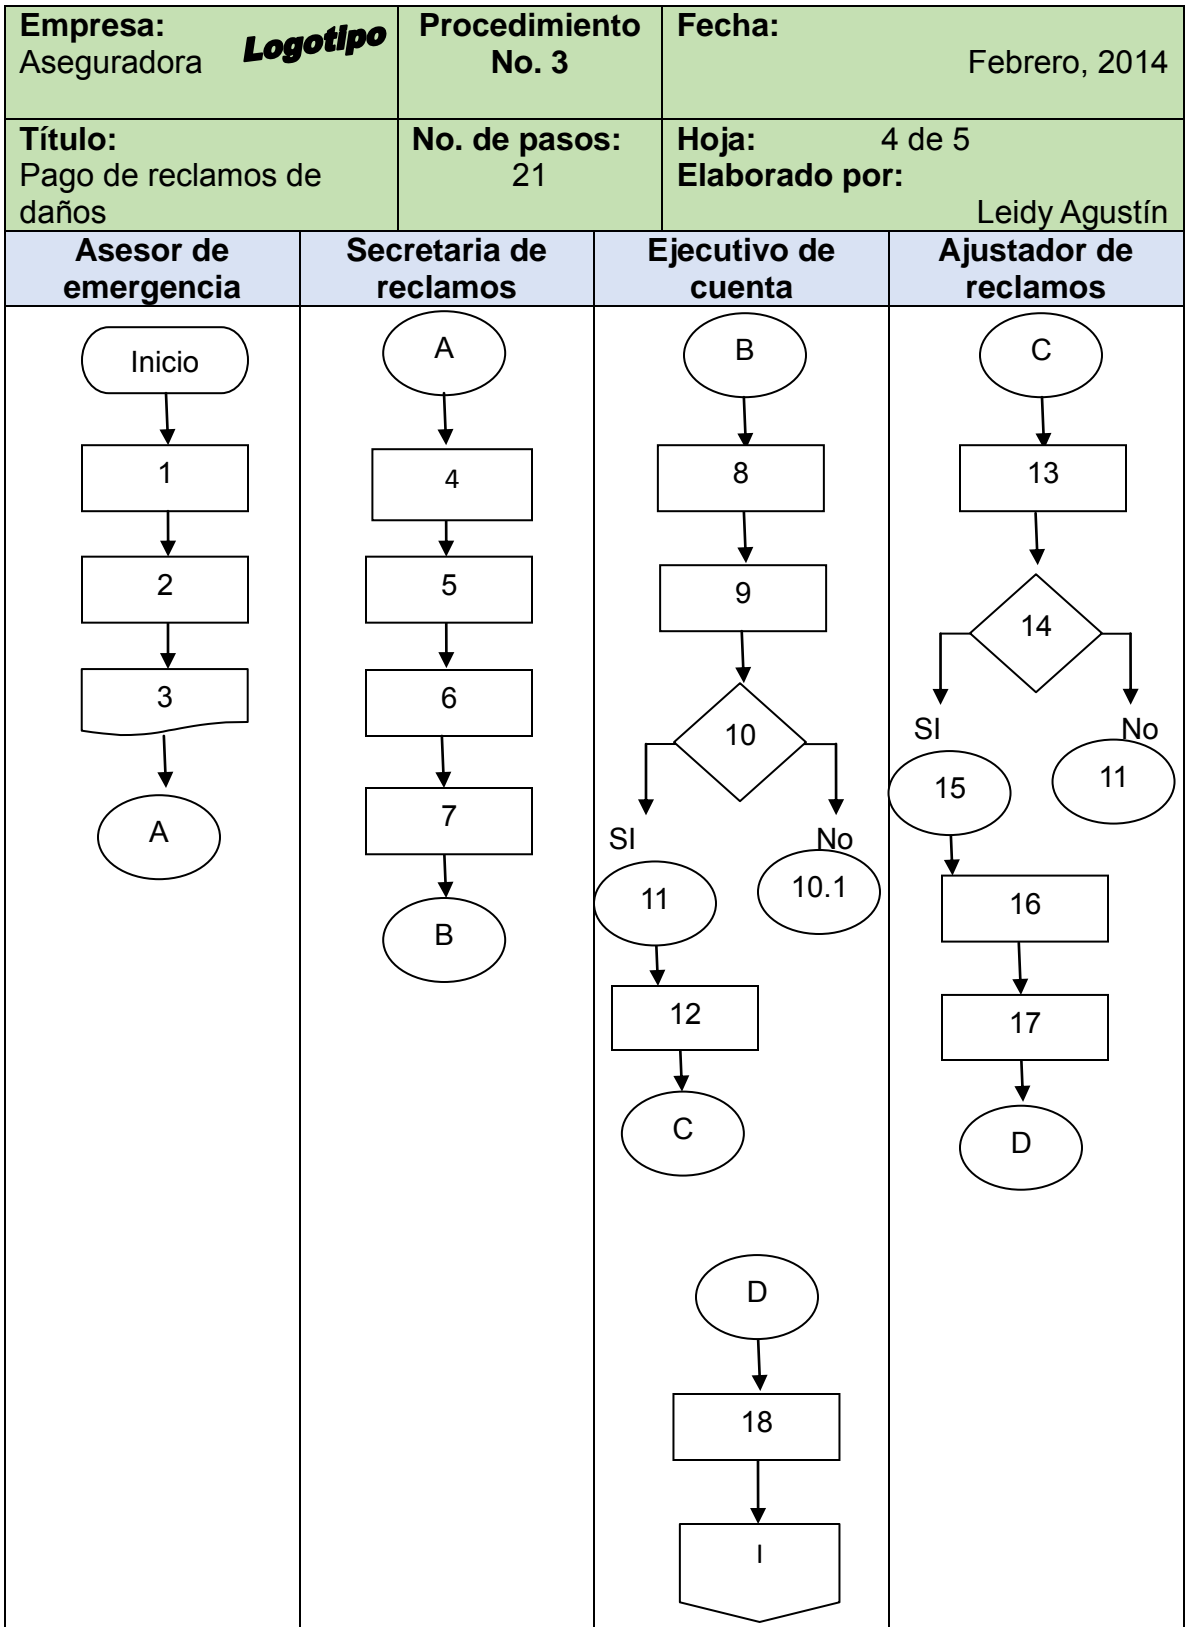 Empresa:
Aseguradora
Logotipo
Procedimiento
No. 3
Fecha:
Febrero, 2014
Título:
Pago de reclamos de
daños
No. de pasos:
21
Hoja: 4 de 5
Elaborado por:
Leidy Agustín
Asesor de
emergencia
Secretaria de
reclamos
Ejecutivo de
cuenta
Ajustador de
reclamos
Inicio
1
2
3
A
A
4
5
6
7
B
B
8
9
10
SI
No
11
10.1
12
C
D
18
I
C
13
14
SI
No
15
11
16
17
D